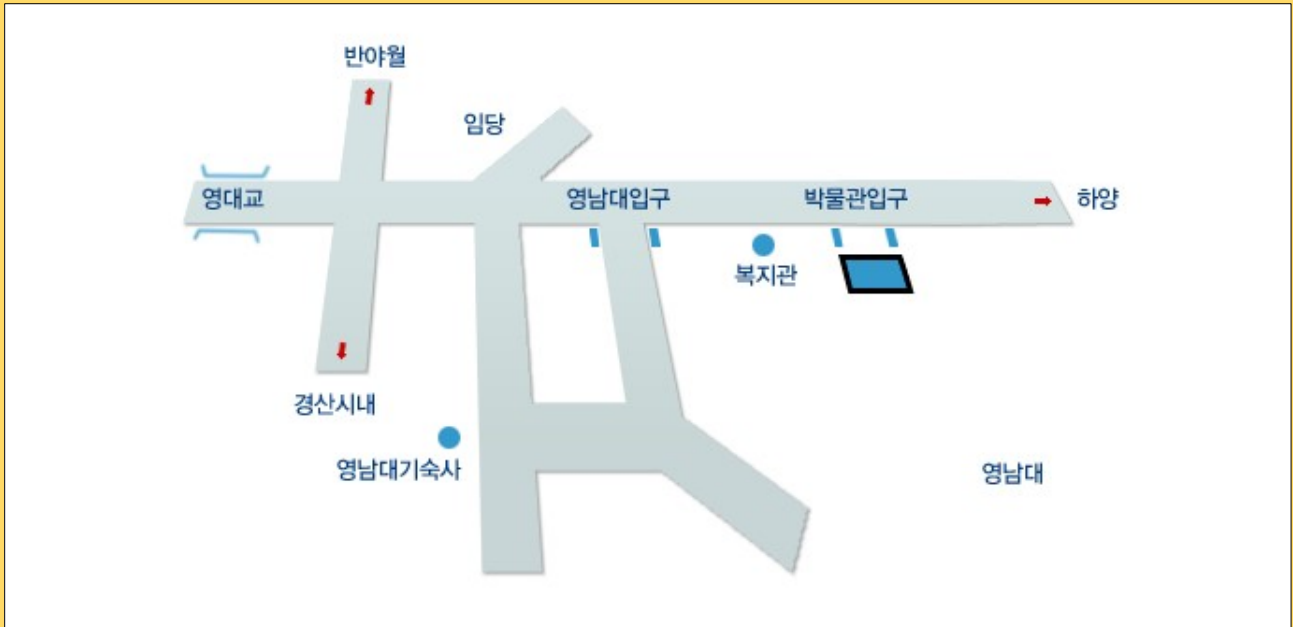 반야월
임당
영대교
영남대입구
박물관입구
하양
복지관
경산시내
영남대기숙사
영남대